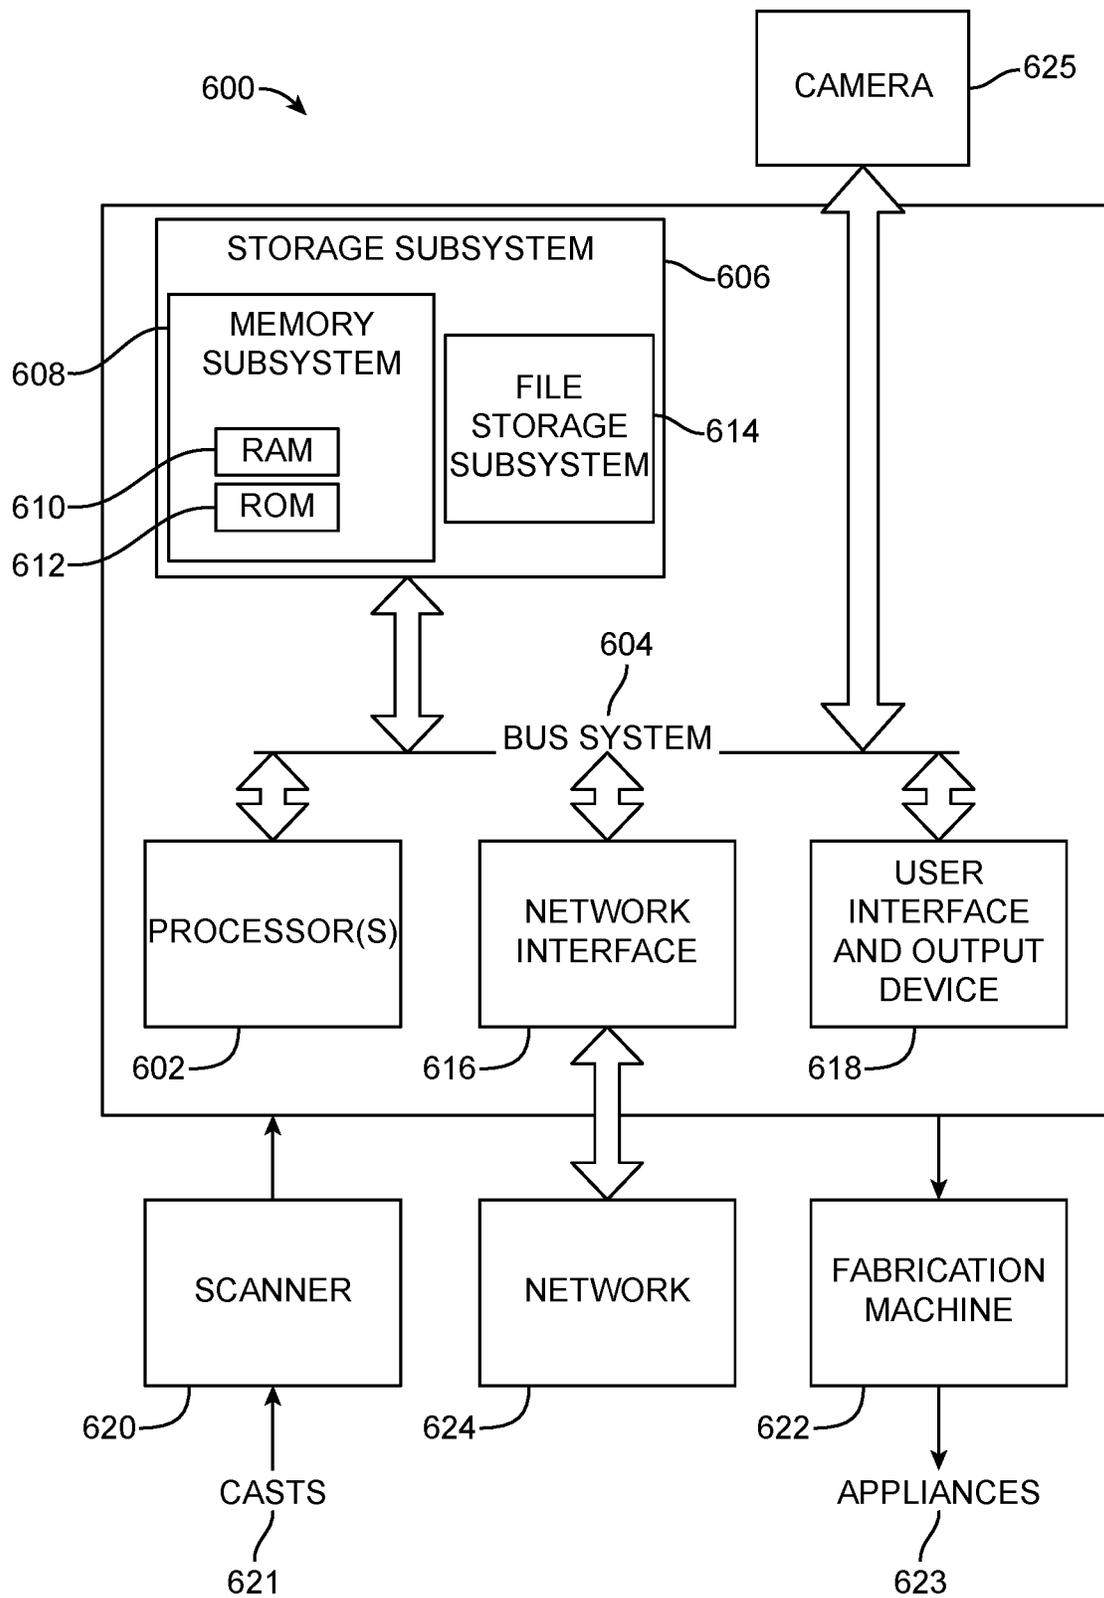 CAMERA
625
600
STORAGE SUBSYSTEM
606
MEMORY
SUBSYSTEM
608
FILE
STORAGE
SUBSYSTEM
614
RAM
610
ROM
612
604
BUS SYSTEM
PROCESSOR(S)
NETWORK
INTERFACE
USER
INTERFACE
AND OUTPUT
DEVICE
602
616
618
SCANNER
NETWORK
FABRICATION
MACHINE
620
624
622
CASTS
APPLIANCES
621
623